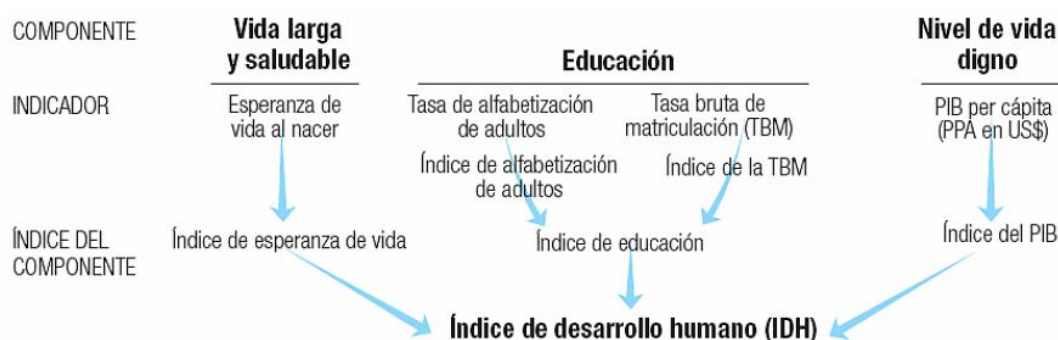 COMPONENTE
Vida larga
y saludable
Educación
Nivel de vida
digno
INDICADOR
Esperanza de
vida al nacer
Tasa de alfabetización
de adultos
Tasa bruta de
matriculación (TBM)
PIB per cápita
(PPA en US$)
Índice de alfabetización
de adultos
Índice de la TBM
ÍNDICE DEL
COMPONENTE
Índice de esperanza de vida
Índice de educación
Índice del PIB
Índice de desarrollo humano (IDH)